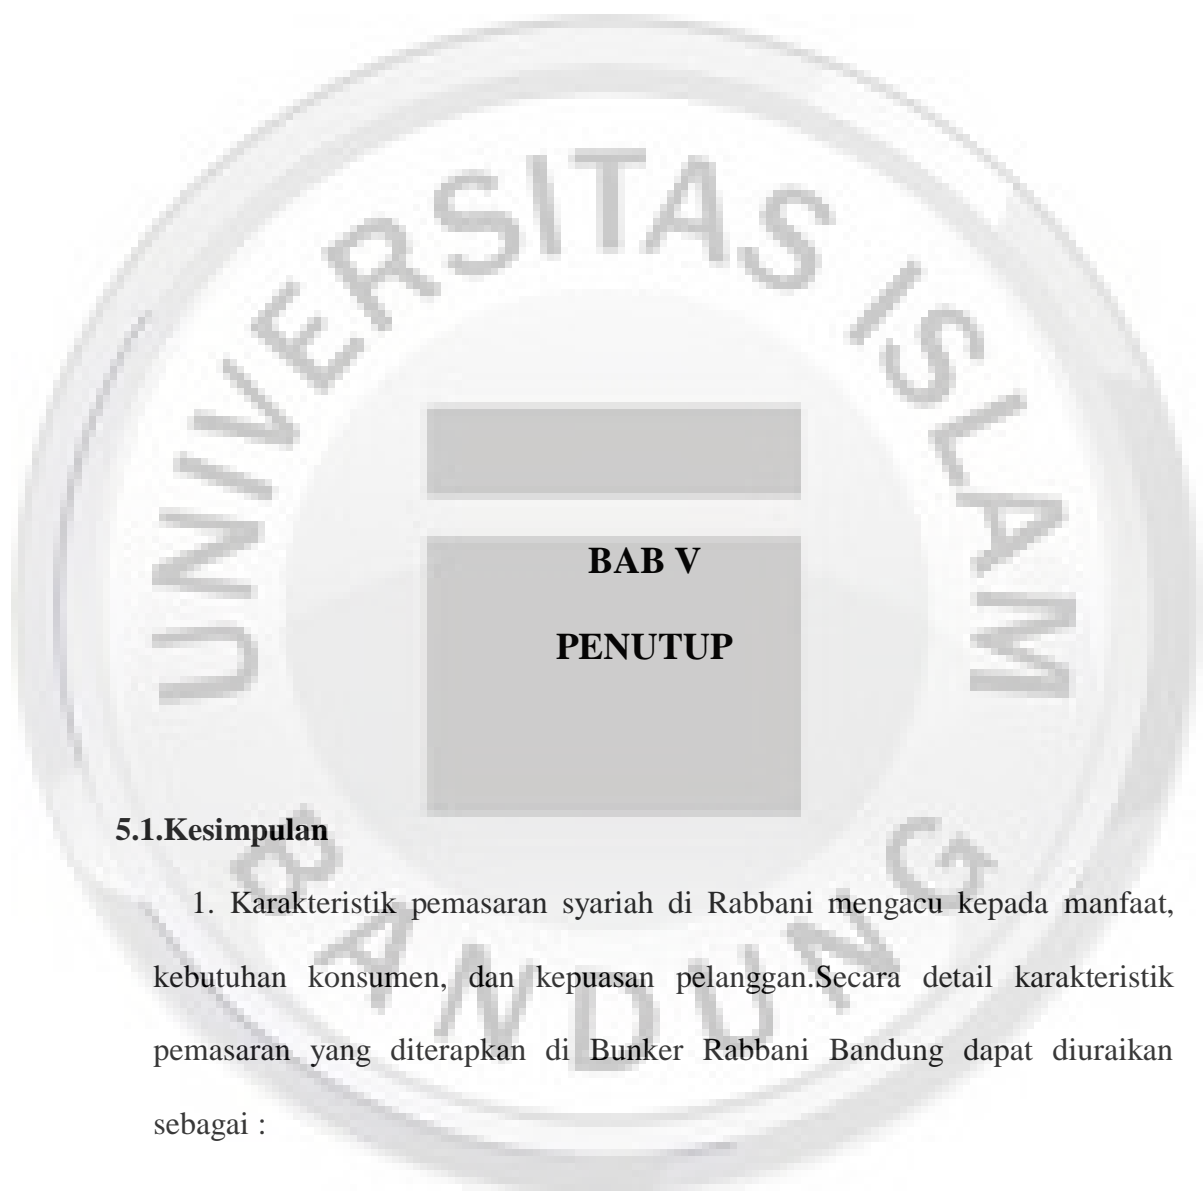 UNIVERSITAS ISLAM
BANDUNG
BAB V
PENUTUP
5.1.Kesimpulan
1. Karakteristik pemasaran syariah di Rabbani mengacu kepada manfaat,
kebutuhan konsumen, dan kepuasan pelanggan.Secara detail karakteristik
pemasaran yang diterapkan di Bunker Rabbani Bandung dapat diuraikan
sebagai :